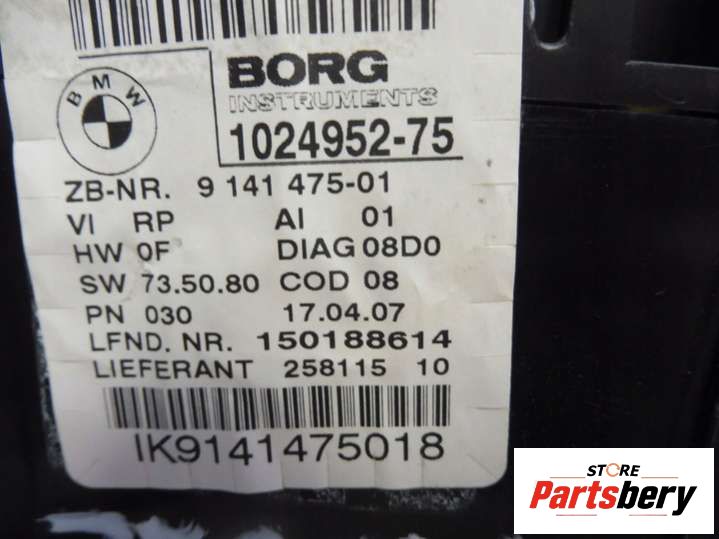 BMW
BORG
INSTRUMENTS
1024952-75
ZB-NR. 9 141 475-01
VI RP AI 01
HW 0F DIAG 08D0
SW 73.50.80 COD 08
PN 030 17.04.07
LFND. NR. 150188614
LIEFERANT 258115 10
IK9141475018
STORE
Partsbery